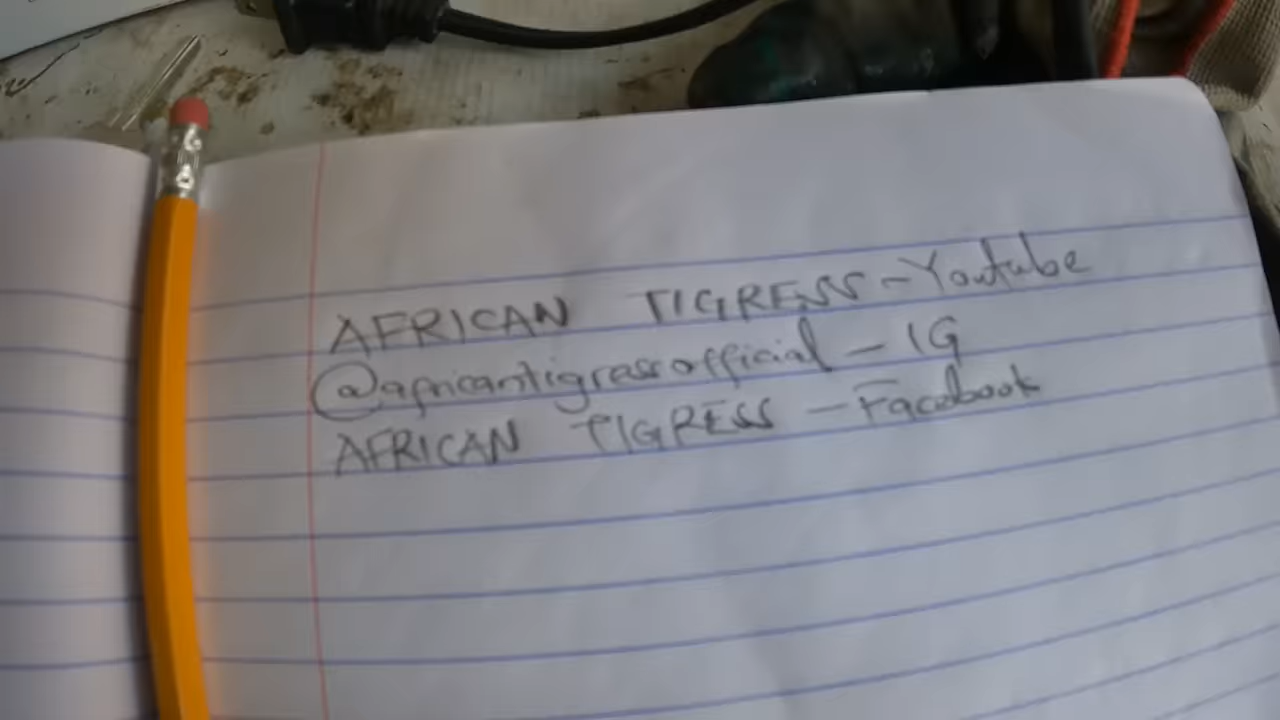 AFRICAN TIGRESS - Youtube
@africantigressofficial - IG
AFRICAN TIGRESS - Facebook